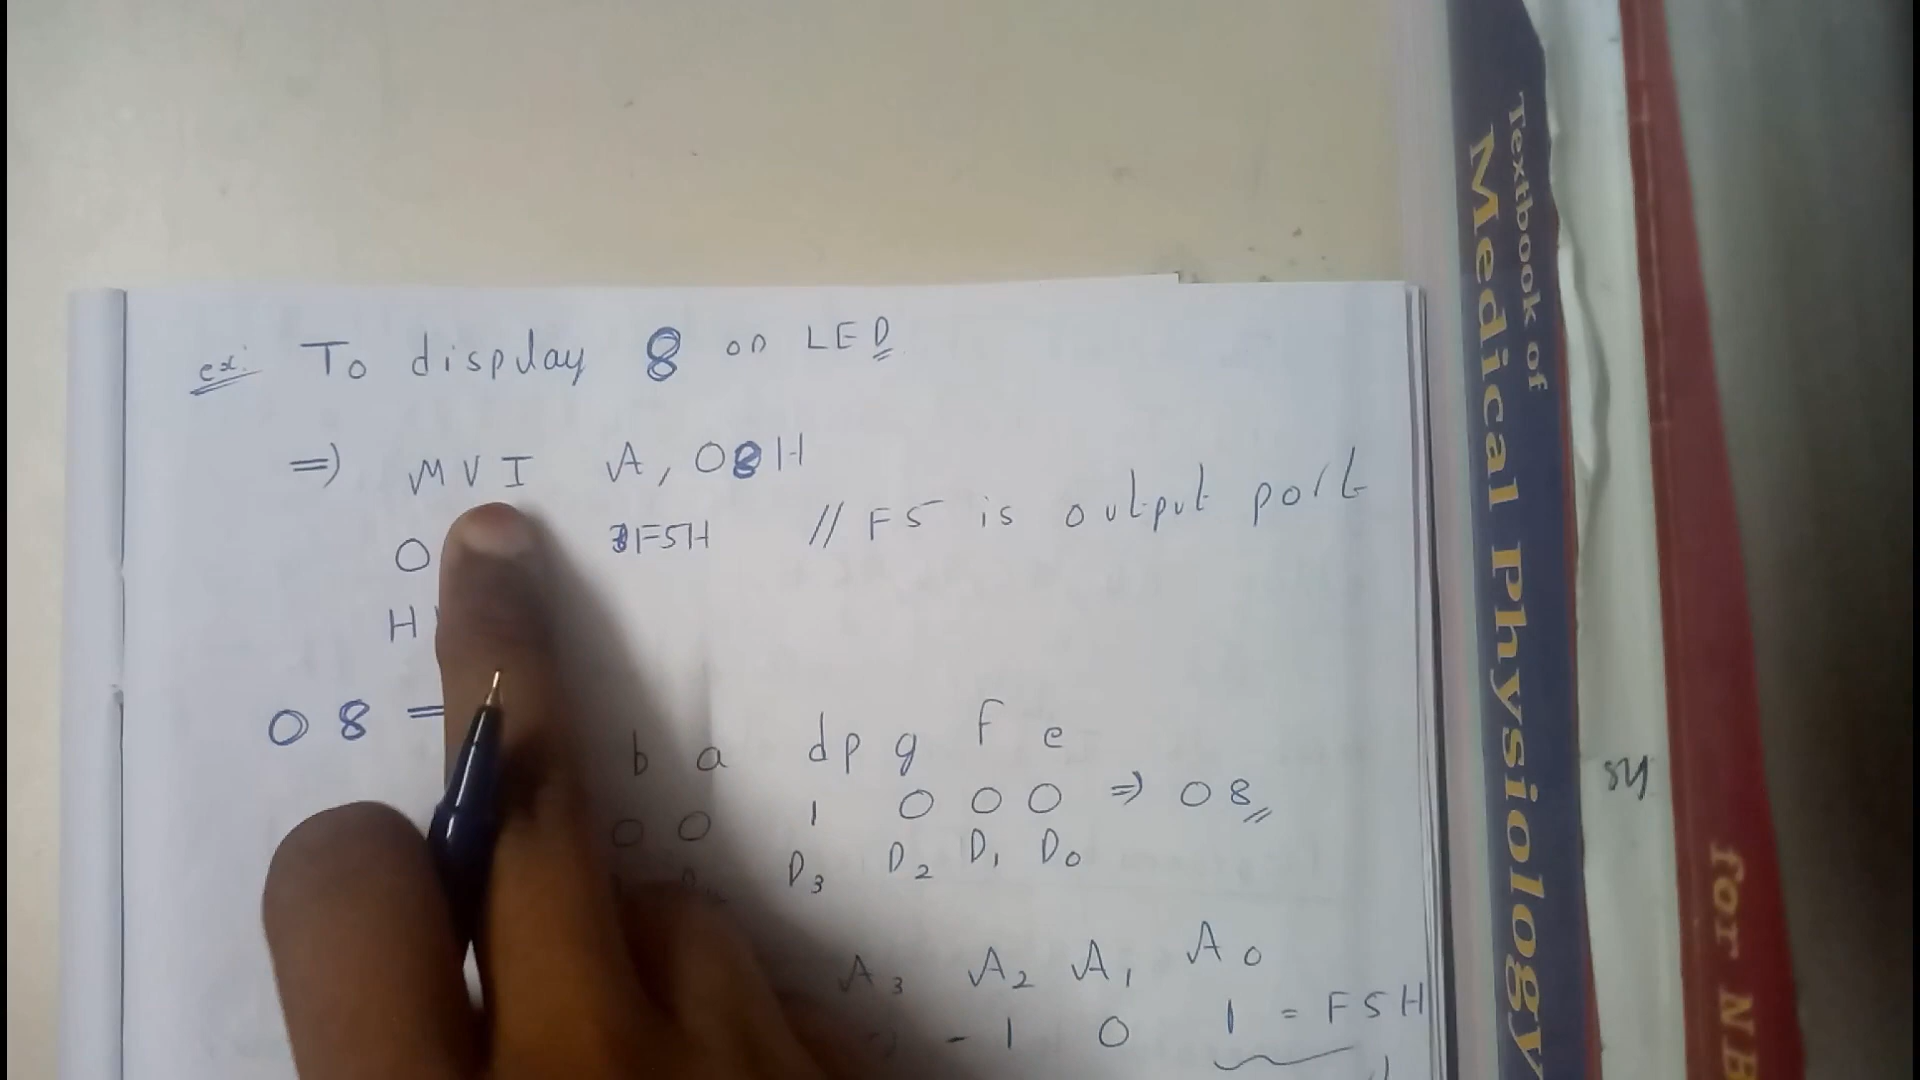 ex: To display 8 on LED
=) MVI A, 08H
O F5H // F5 is output port
H
08 =
b a dp g f e
0 0 1 0 0 0 => 08
D3 D2 D1 D0
A3 A2 A1 A0
- 1 0 1 = F5H
Textbook of
Medical Physiology
sy
for NB